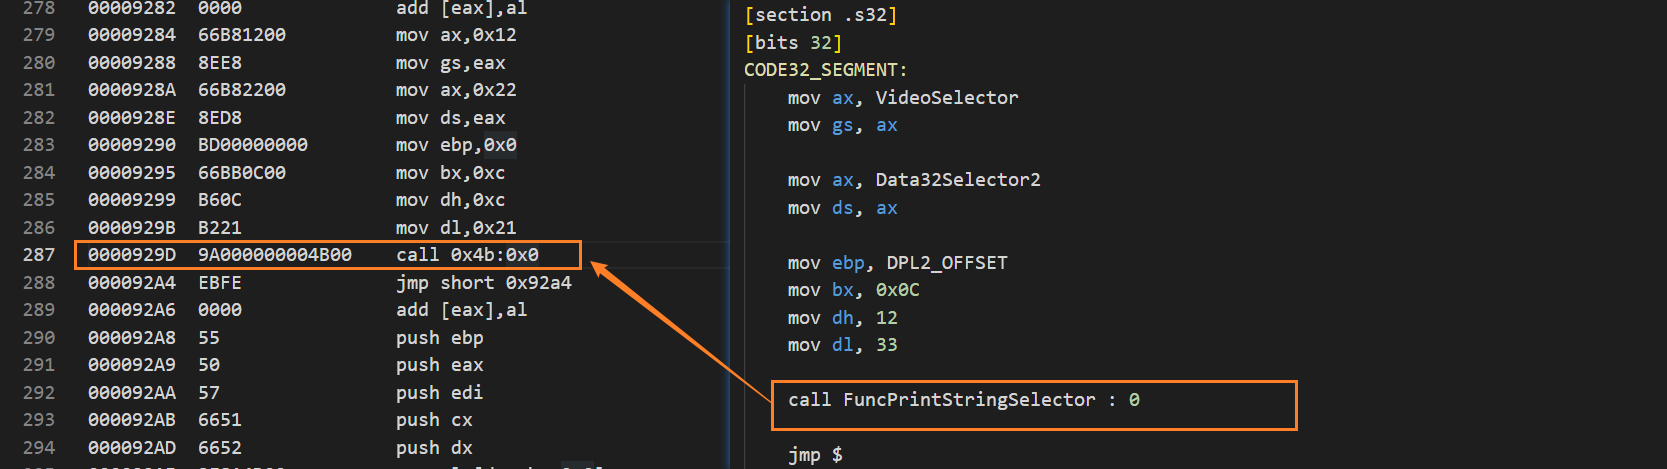 278 00009282 0000 add [eax],al
279 00009284 66B81200 mov ax,0x12
280 00009288 8EE8 mov gs,eax
281 0000928A 66B82200 mov ax,0x22
282 0000928E 8ED8 mov ds,eax
283 00009290 BD00000000 mov ebp,0x0
284 00009295 66BB0C00 mov bx,0xc
285 00009299 B60C mov dh,0xc
286 0000929B B221 mov dl,0x21
287 0000929D 9A000000004B00 call 0x4b:0x0
288 000092A4 EBFE jmp short 0x92a4
289 000092A6 0000 add [eax],al
290 000092A8 55 push ebp
291 000092A9 50 push eax
292 000092AA 57 push edi
293 000092AB 6651 push cx
294 000092AD 6652 push dx
[section .s32]
[bits 32]
CODE32_SEGMENT:
mov ax, VideoSelector
mov gs, ax
mov ax, Data32Selector2
mov ds, ax
mov ebp, DPL2_OFFSET
mov bx, 0x0C
mov dh, 12
mov dl, 33
call FuncPrintStringSelector : 0
jmp $